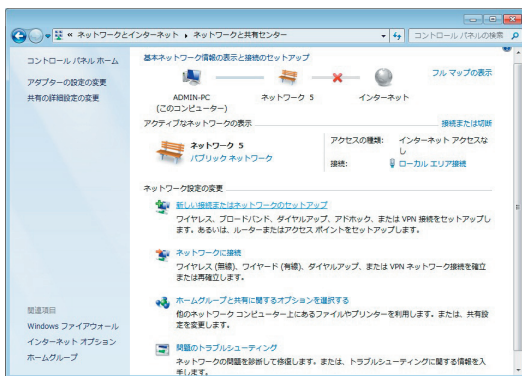 « ネットワークとインターネット ▸ ネットワークと共有センター
コントロール パネルの検索
コントロール パネル ホーム
アダプターの設定の変更
共有の詳細設定の変更
基本ネットワーク情報の表示と接続のセットアップ
フル マップの表示
ADMIN-PC
(このコンピューター)
ネットワーク 5
インターネット
アクティブなネットワークの表示
接続または切断
ネットワーク 5
パブリック ネットワーク
アクセスの種類: インターネット アクセスな
し
接続: ローカル エリア接続
ネットワーク設定の変更
新しい接続またはネットワークのセットアップ
ワイヤレス、ブロードバンド、ダイヤルアップ、アドホック、または VPN 接続をセットアップし
ます。あるいは、ルーターまたはアクセス ポイントをセットアップします。
ネットワークに接続
ワイヤレス (無線)、ワイヤード (有線)、ダイヤルアップ、または VPN ネットワーク接続を確立
または再確立します。
ホームグループと共有に関するオプションを選択する
他のネットワーク コンピューター上にあるファイルやプリンターを利用します。または、共有設
定を変更します。
問題のトラブルシューティング
ネットワークの問題を診断して修復します。または、トラブルシューティングに関する情報を入
手します。
関連項目
Windows ファイアウォール
インターネット オプション
ホームグループ